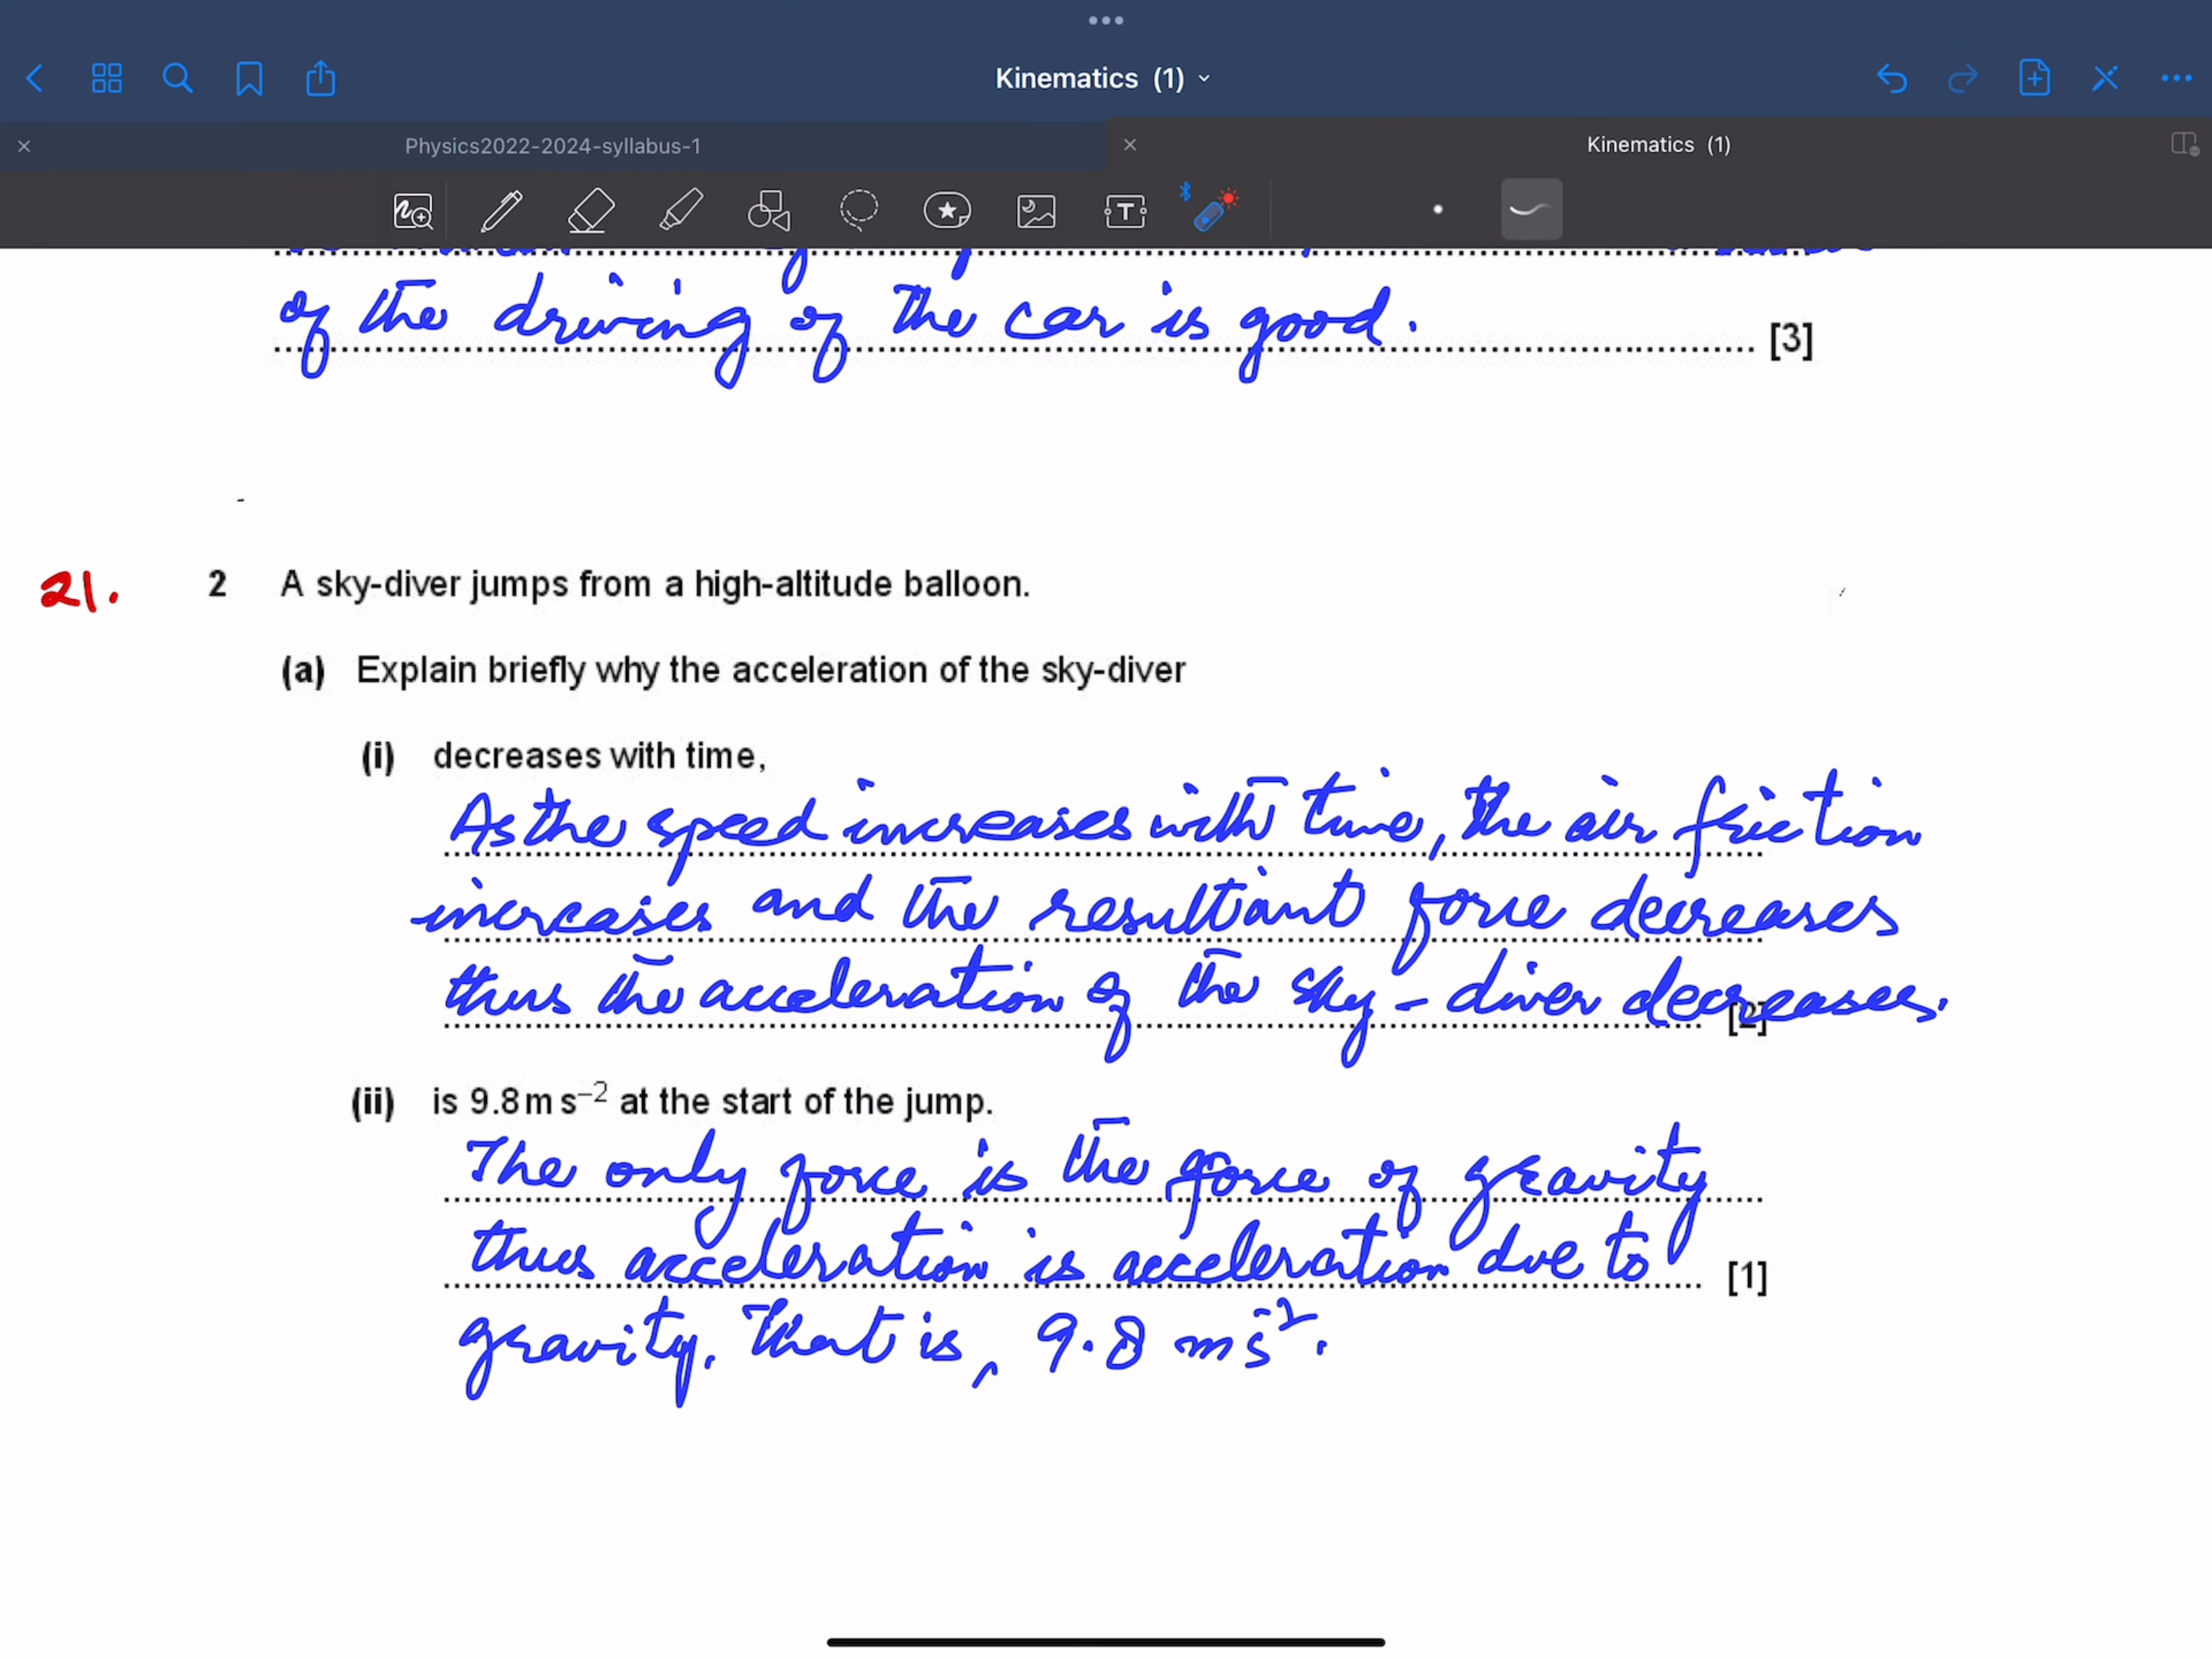 Kinematics (1)
Physics2022-2024-syllabus-1
Kinematics (1)
of the driving of the car is good. [3]
21. 2 A sky-diver jumps from a high-altitude balloon.
(a) Explain briefly why the acceleration of the sky-diver
(i) decreases with time,
As the speed increases with time, the air friction
increases and the resultant force decreases
thus the acceleration of the sky-diver decreases. [2]
(ii) is 9.8 m s⁻² at the start of the jump.
The only force is the force of gravity
thus acceleration is acceleration due to [1]
gravity. That is, 9.8 ms⁻².